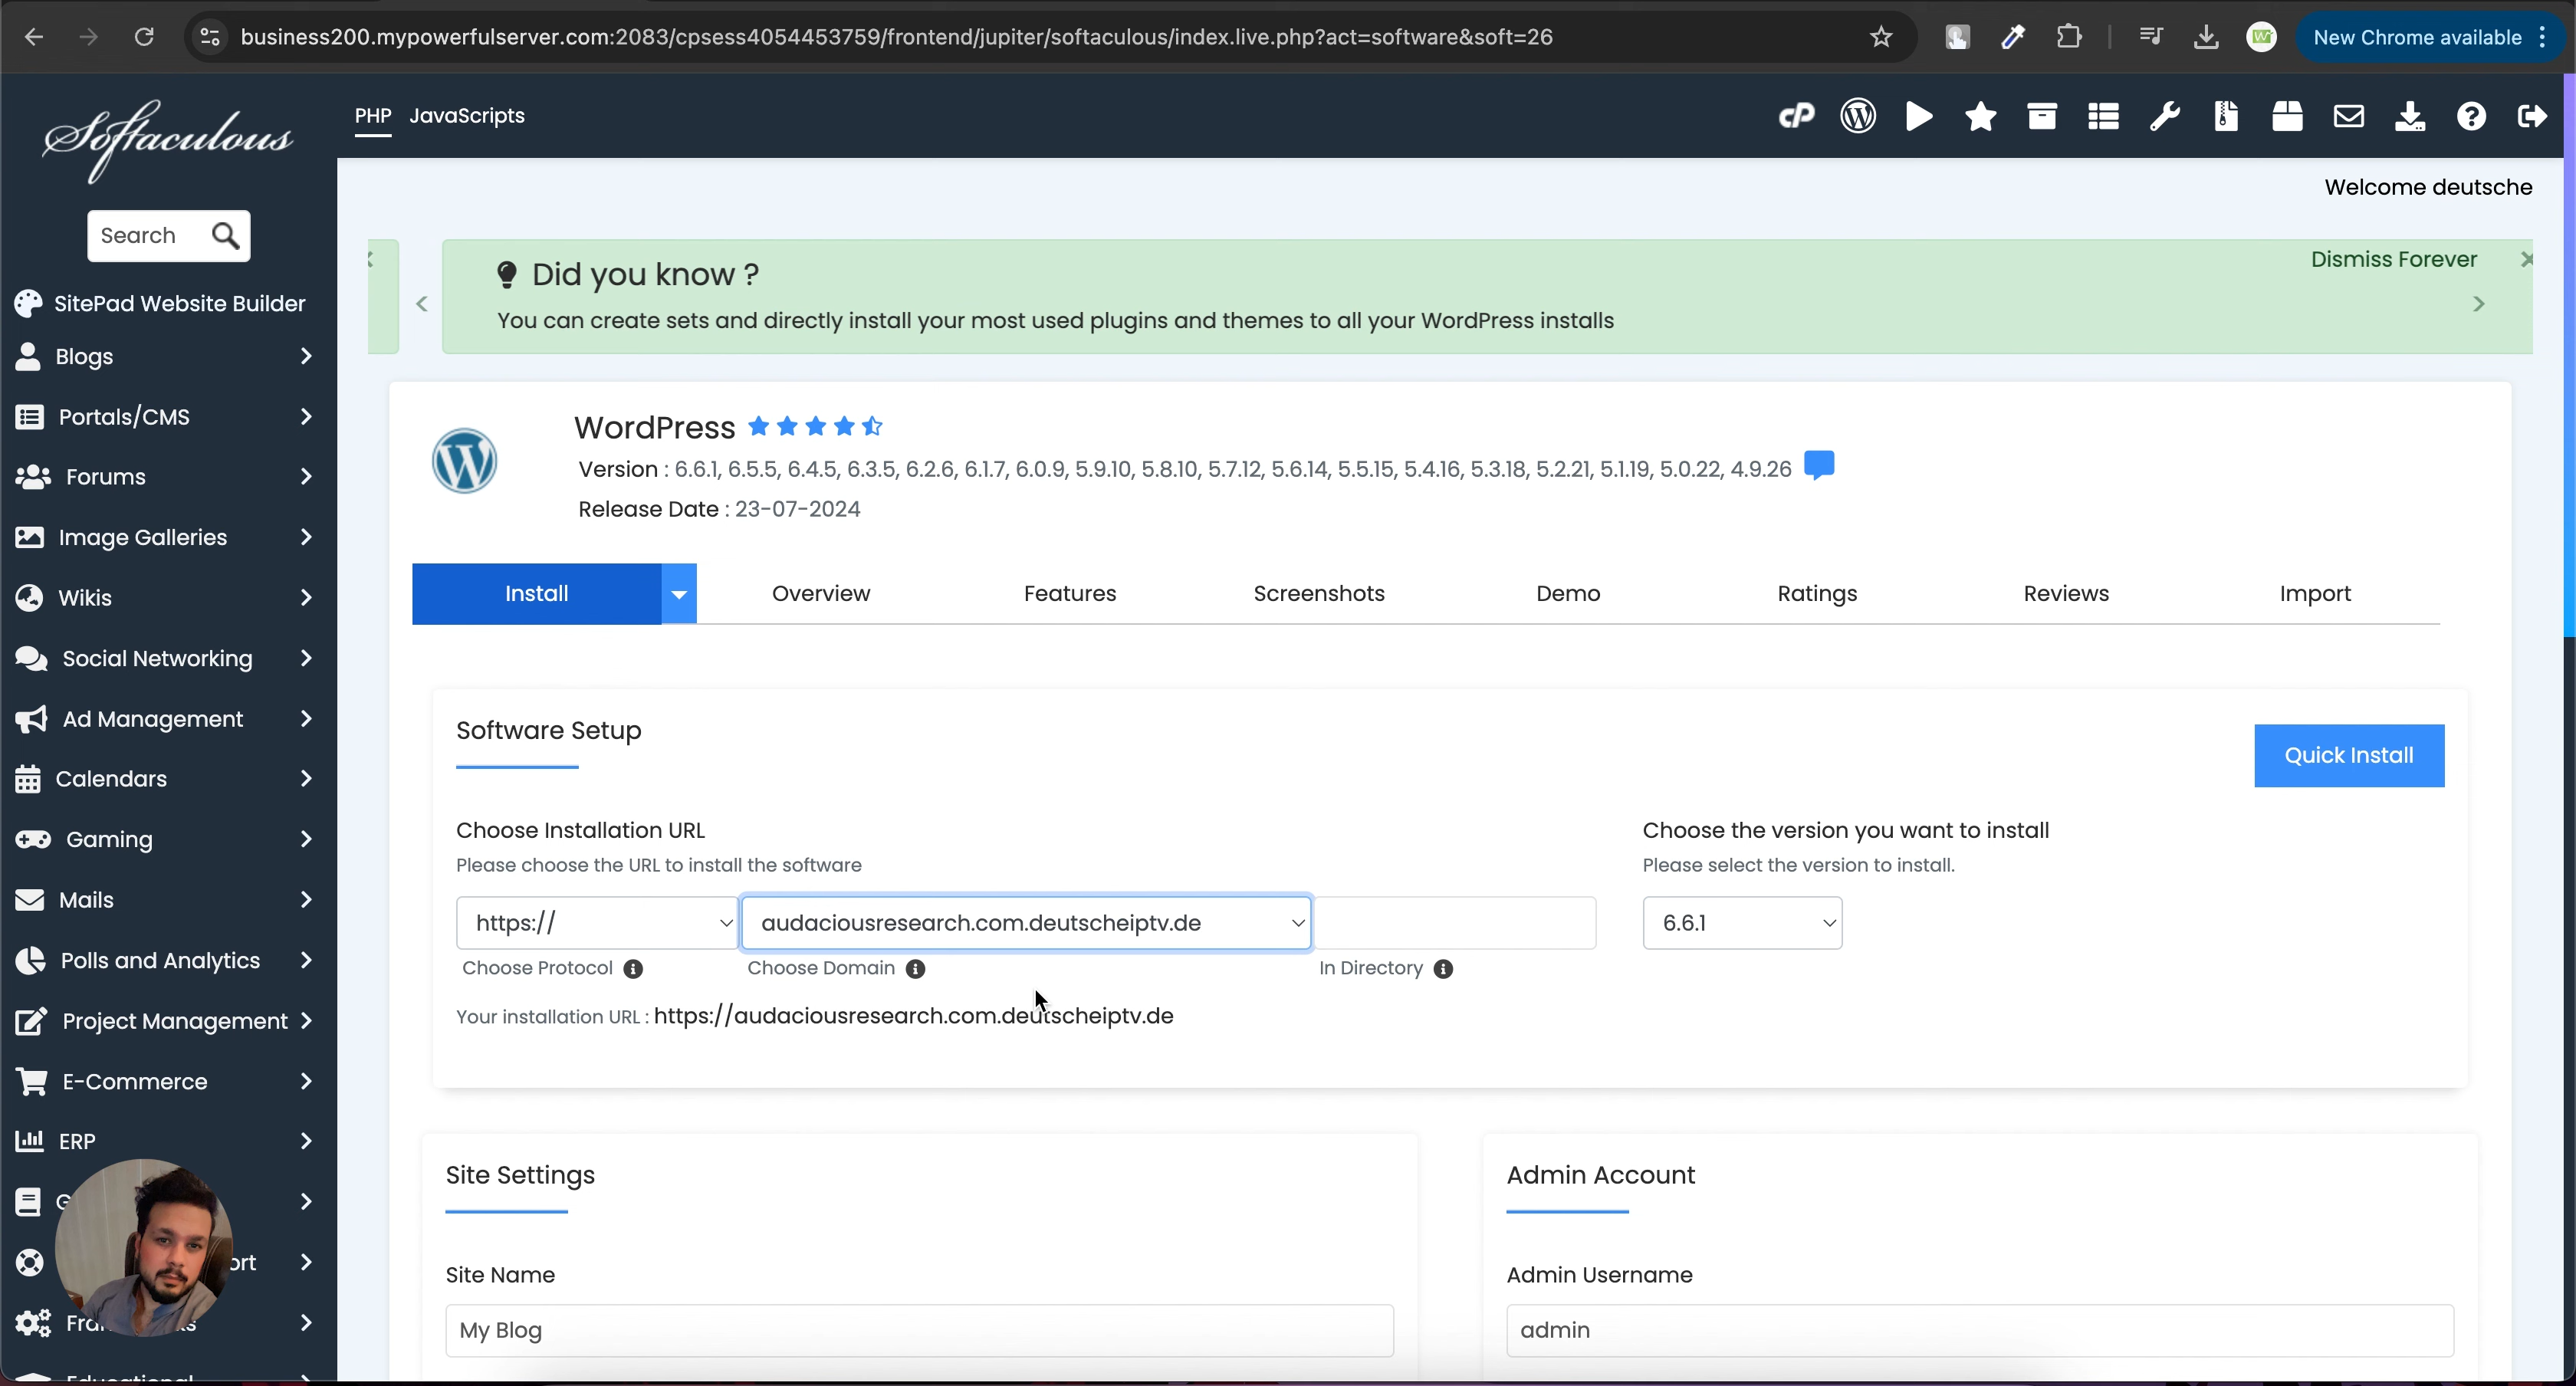 business200.mypowerfulserver.com:2083/cpsess4054453759/frontend/jupiter/softaculous/index.live.php?act=software&soft=26
New Chrome available
Softaculous
PHP JavaScripts
Welcome deutsche
Search
SitePad Website Builder
Blogs
Portals/CMS
Forums
Image Galleries
Wikis
Social Networking
Ad Management
Calendars
Gaming
Mails
Polls and Analytics
Project Management
E-Commerce
ERP
Did you know ?
Dismiss Forever
You can create sets and directly install your most used plugins and themes to all your WordPress installs
WordPress
Version : 6.6.1, 6.5.5, 6.4.5, 6.3.5, 6.2.6, 6.1.7, 6.0.9, 5.9.10, 5.8.10, 5.7.12, 5.6.14, 5.5.15, 5.4.16, 5.3.18, 5.2.21, 5.1.19, 5.0.22, 4.9.26
Release Date : 23-07-2024
Install Overview Features Screenshots Demo Ratings Reviews Import
Software Setup
Quick Install
Choose Installation URL
Please choose the URL to install the software
https:// audaciousresearch.com.deutscheiptv.de
Choose Protocol Choose Domain In Directory
Your installation URL : https://audaciousresearch.com.deutscheiptv.de
Choose the version you want to install
Please select the version to install.
6.6.1
Site Settings
Site Name
My Blog
Admin Account
Admin Username
admin